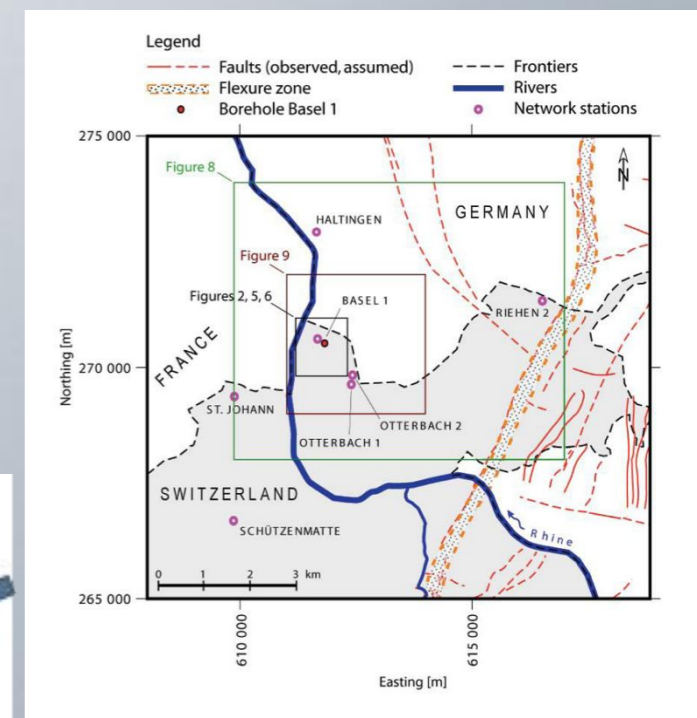 Legend
Faults (observed, assumed)
Frontiers
Flexure zone
Rivers
Borehole Basel 1
Network stations
275 000
N
Figure 8
GERMANY
HALTINGEN
Figure 9
Figures 2, 5, 6
BASEL 1
RIEHEN 2
Northing [m]
270 000
FRANCE
ST. JOHANN
OTTERBACH 2
OTTERBACH 1
SWITZERLAND
SCHÜTZENMATTE
Rhine
0 1 2 3 km
265 000
610 000
615 000
Easting [m]